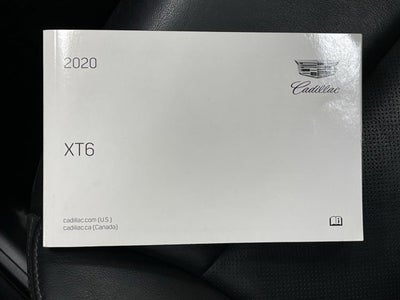 2020
Cadillac
XT6
cadillac.com (U.S.)
cadillac.ca (Canada)